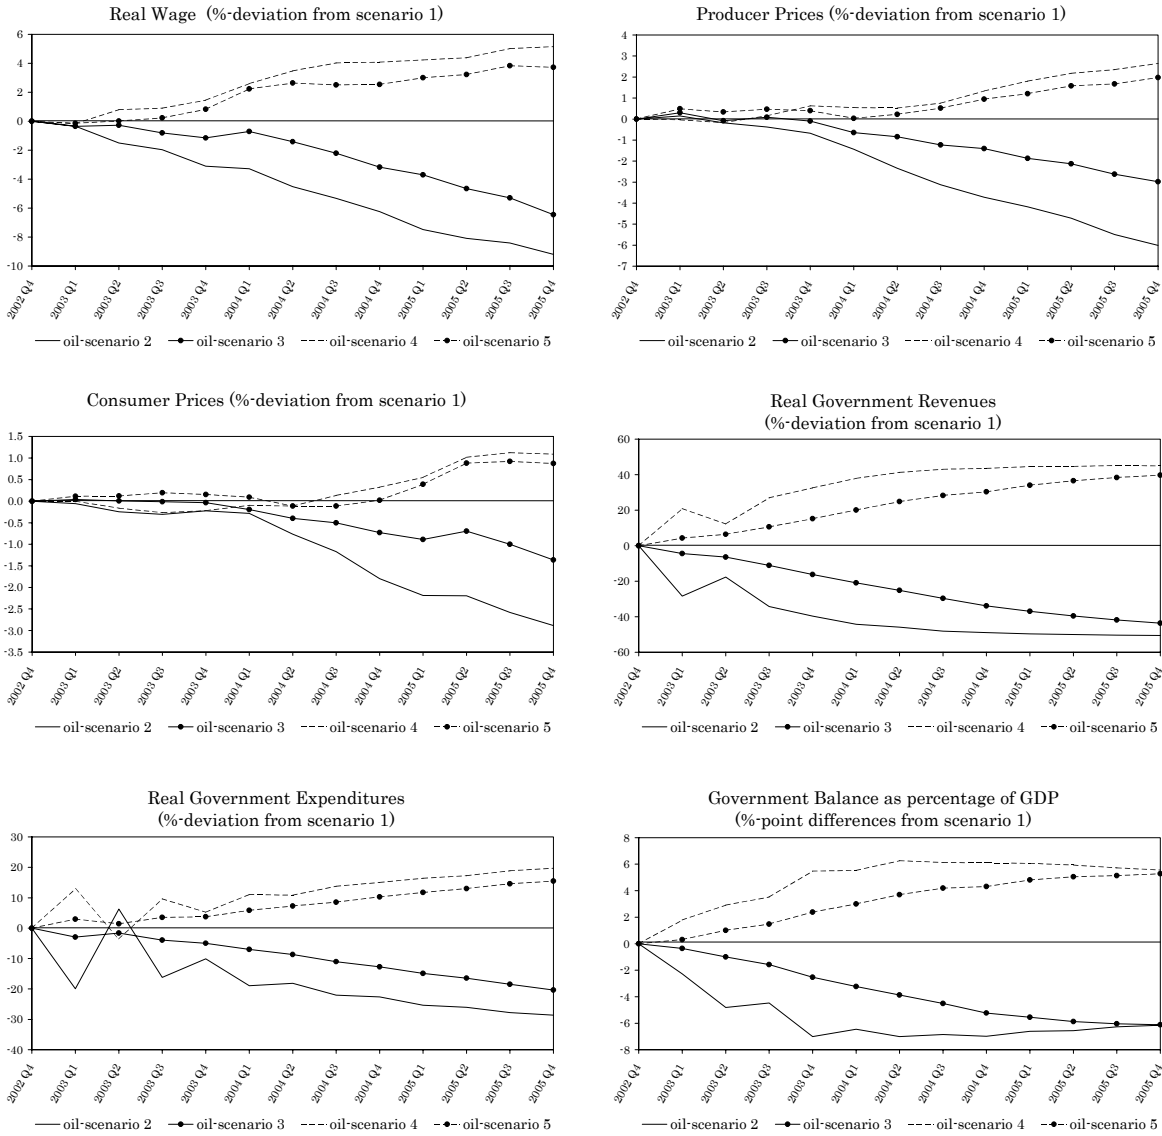 Real Wage (%-deviation from scenario 1)
6
4
2
0
-2
-4
-6
-8
-10
2002 Q4
2003 Q1
2003 Q2
2003 Q3
2003 Q4
2004 Q1
2004 Q2
2004 Q3
2004 Q4
2005 Q1
2005 Q2
2005 Q3
2005 Q4
oil-scenario 2
oil-scenario 3
oil-scenario 4
oil-scenario 5
Producer Prices (%-deviation from scenario 1)
4
3
2
1
0
-1
-2
-3
-4
-5
-6
-7
2002 Q4
2003 Q1
2003 Q2
2003 Q3
2003 Q4
2004 Q1
2004 Q2
2004 Q3
2004 Q4
2005 Q1
2005 Q2
2005 Q3
2005 Q4
oil-scenario 2
oil-scenario 3
oil-scenario 4
oil-scenario 5
Consumer Prices (%-deviation from scenario 1)
1.5
1.0
0.5
0.0
-0.5
-1.0
-1.5
-2.0
-2.5
-3.0
-3.5
2002 Q4
2003 Q1
2003 Q2
2003 Q3
2003 Q4
2004 Q1
2004 Q2
2004 Q3
2004 Q4
2005 Q1
2005 Q2
2005 Q3
2005 Q4
oil-scenario 2
oil-scenario 3
oil-scenario 4
oil-scenario 5
Real Government Revenues
(%-deviation from scenario 1)
60
40
20
0
-20
-40
-60
2002 Q4
2003 Q1
2003 Q2
2003 Q3
2003 Q4
2004 Q1
2004 Q2
2004 Q3
2004 Q4
2005 Q1
2005 Q2
2005 Q3
2005 Q4
oil-scenario 2
oil-scenario 3
oil-scenario 4
oil-scenario 5
Real Government Expenditures
(%-deviation from scenario 1)
30
20
10
0
-10
-20
-30
-40
2002 Q4
2003 Q1
2003 Q2
2003 Q3
2003 Q4
2004 Q1
2004 Q2
2004 Q3
2004 Q4
2005 Q1
2005 Q2
2005 Q3
2005 Q4
oil-scenario 2
oil-scenario 3
oil-scenario 4
oil-scenario 5
Government Balance as percentage of GDP
(%-point differences from scenario 1)
8
6
4
2
0
-2
-4
-6
-8
2002 Q4
2003 Q1
2003 Q2
2003 Q3
2003 Q4
2004 Q1
2004 Q2
2004 Q3
2004 Q4
2005 Q1
2005 Q2
2005 Q3
2005 Q4
oil-scenario 2
oil-scenario 3
oil-scenario 4
oil-scenario 5